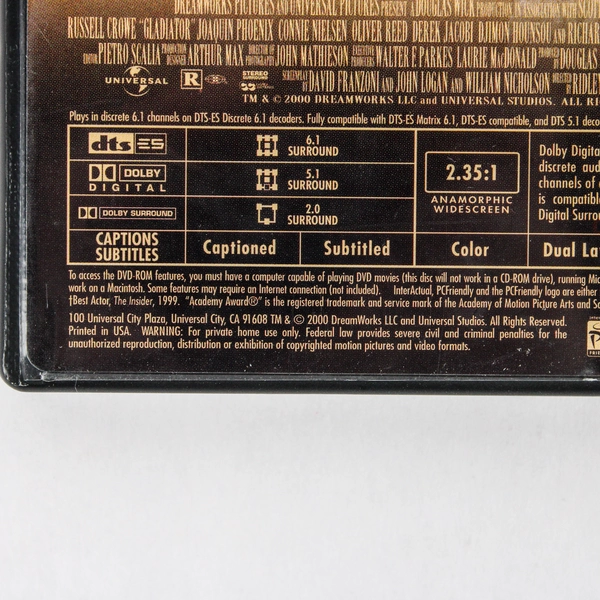 DREAMWORKS PICTURES AND UNIVERSAL PICTURES PRESENT A DOUGLAS WICK PRODUCTION IN ASSOCIATION WITH
RUSSELL CROWE "GLADIATOR" JOAQUIN PHOENIX CONNIE NIELSEN OLIVER REED DEREK JACOBI DJIMON HOUNSOU AND RICHA
EDITOR PIETRO SCALIA PRODUCTION DESIGNER ARTHUR MAX DIRECTOR OF PHOTOGRAPHY JOHN MATHIESON EXECUTIVE PRODUCERS WALTER F. PARKES LAURIE MacDONALD PRODUCED BY DOUGLAS
UNIVERSAL R STEREO SURROUND SCREENPLAY BY DAVID FRANZONI AND JOHN LOGAN AND WILLIAM NICHOLSON DIRECTED BY RIDLEY
TM & © 2000 DREAMWORKS LLC and UNIVERSAL STUDIOS. ALL RI
Plays in discrete 6.1 channels on DTS-ES Discrete 6.1 decoders. Fully compatible with DTS-ES Matrix 6.1, DTS-ES compatible, and DTS 5.1 deco
dts ES
6.1
SURROUND
DOLBY
DIGITAL
5.1
SURROUND
DOLBY SURROUND
2.0
SURROUND
2.35:1
ANAMORPHIC
WIDESCREEN
Dolby Digita
discrete aud
channels of
is compatib
Digital Surrou
CAPTIONS
SUBTITLES
Captioned
Subtitled
Color
Dual La
To access the DVD-ROM features, you must have a computer capable of playing DVD movies (this disc will not work in a CD-ROM drive), running Mic
work on a Macintosh. Some features may require an Internet connection (not included). InterActual, PCFriendly and the PCFriendly logo are either
†Best Actor, The Insider, 1999. "Academy Award®" is the registered trademark and service mark of the Academy of Motion Picture Arts and Sc
100 Universal City Plaza, Universal City, CA 91608 TM & © 2000 DreamWorks LLC and Universal Studios. All Rights Reserved.
Printed in USA. WARNING: For private home use only. Federal law provides severe civil and criminal penalties for the
unauthorized reproduction, distribution or exhibition of copyrighted motion pictures and video formats.